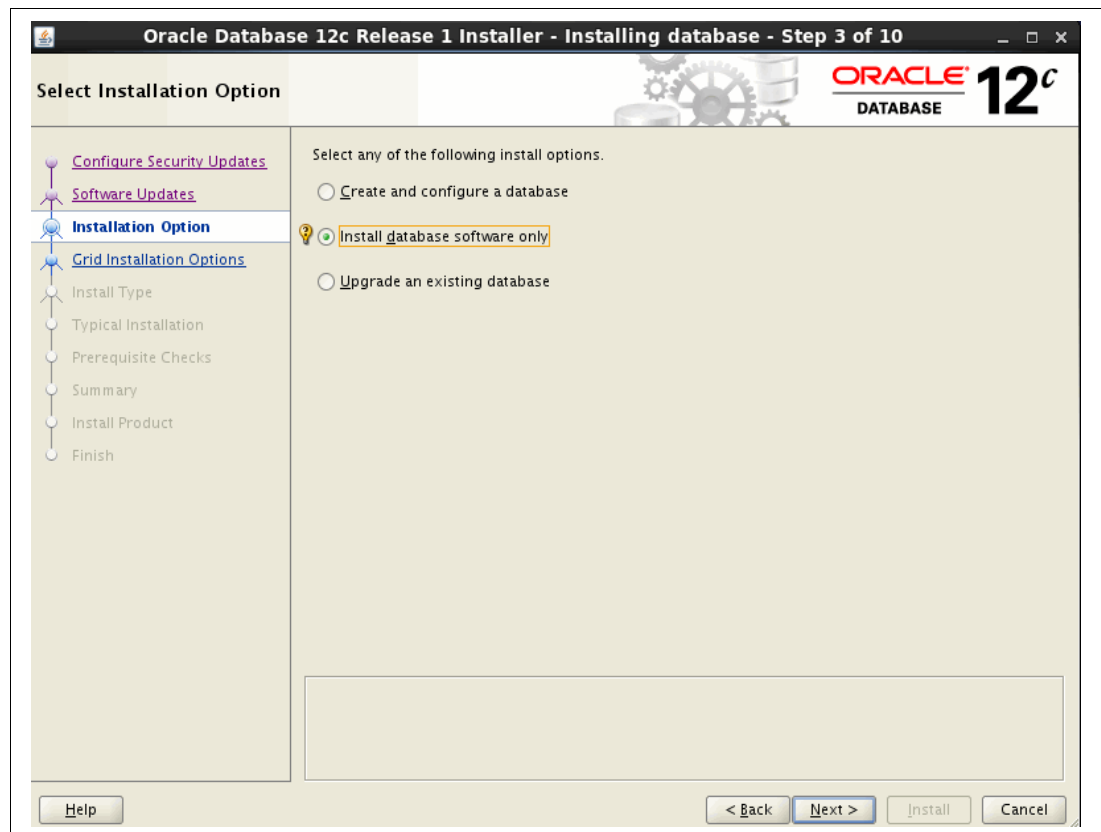 Oracle Database 12c Release 1 Installer - Installing database - Step 3 of 10
Select Installation Option
ORACLE
DATABASE
12c
Configure Security Updates
Software Updates
Installation Option
Grid Installation Options
Install Type
Typical Installation
Prerequisite Checks
Summary
Install Product
Finish
Select any of the following install options.
Create and configure a database
Install database software only
Upgrade an existing database
Help
< Back
Next >
Install
Cancel